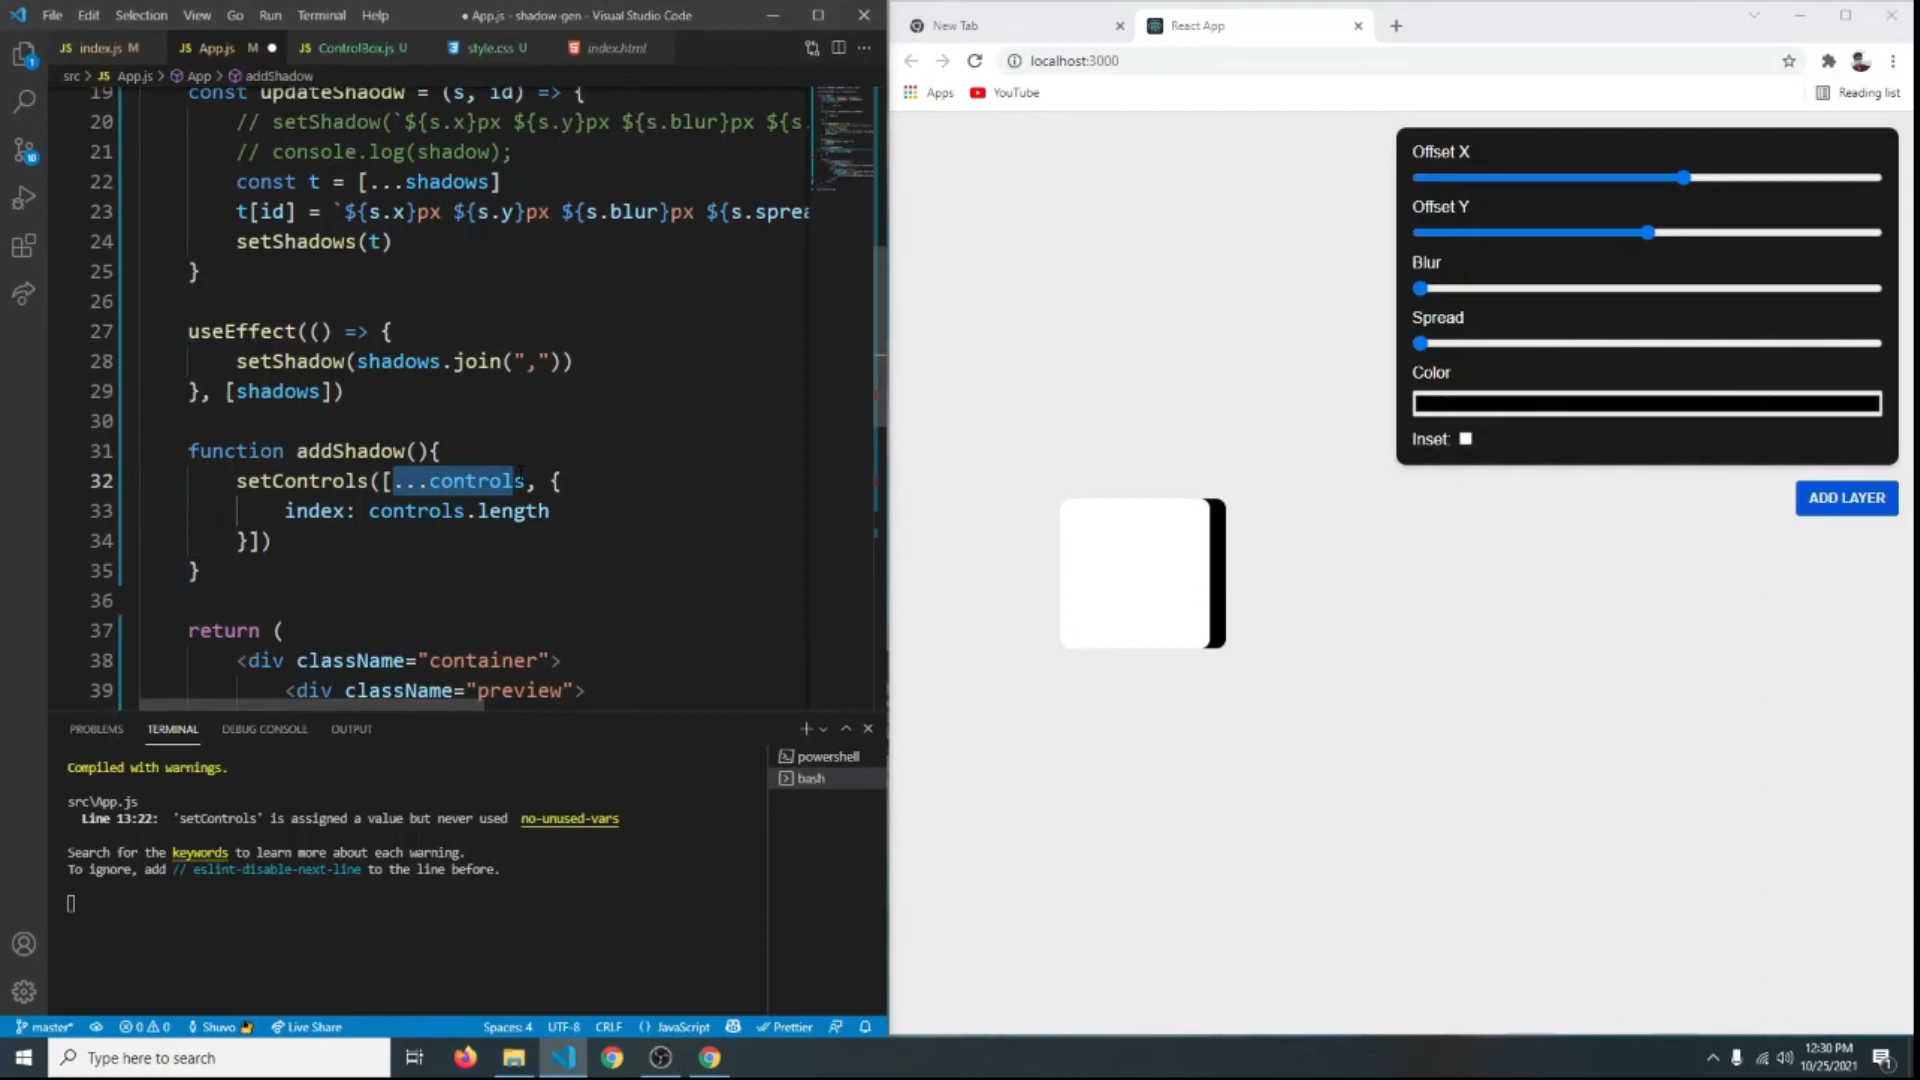 File Edit Selection View Go Run Terminal Help
● App.js - shadow-gen - Visual Studio Code
JS index.js M
JS App.js M ●
JS ControlBox.js U
style.css U
index.html
src > JS App.js > App > addShadow
19 const updateShaodw = (s, id) => {
20 // setShadow(`${s.x}px ${s.y}px ${s.blur}px ${s.
21 // console.log(shadow);
22 const t = [...shadows]
23 t[id] = `${s.x}px ${s.y}px ${s.blur}px ${s.sprea
24 setShadows(t)
25 }
26
27 useEffect(() => {
28 setShadow(shadows.join(","))
29 }, [shadows])
30
31 function addShadow(){
32 setControls([...controls, {
33 index: controls.length
34 }])
35 }
36
37 return (
38 <div className="container">
39 <div className="preview">
PROBLEMS TERMINAL DEBUG CONSOLE OUTPUT
powershell
bash
Compiled with warnings.
src\App.js
Line 13:22: 'setControls' is assigned a value but never used no-unused-vars
Search for the keywords to learn more about each warning.
To ignore, add // eslint-disable-next-line to the line before.
1
10
master* 0 0 Shuvo Live Share Spaces: 4 UTF-8 CRLF {} JavaScript Prettier
New Tab
React App
localhost:3000
Apps YouTube Reading list
Offset X
Offset Y
Blur
Spread
Color
Inset:
ADD LAYER
Type here to search
12:30 PM
10/25/2021
1